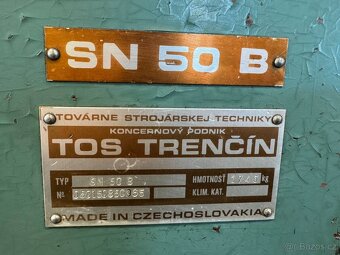 SN 50 B
TOVÁRNE STROJÁRSKEJ TECHNIKY
KONCERNOVÝ PODNIK
TOS TRENČÍN
TYP SN 50 B HMOTNOSŤ kg
№ KLIM. KAT.
MADE IN CZECHOSLOVAKIA